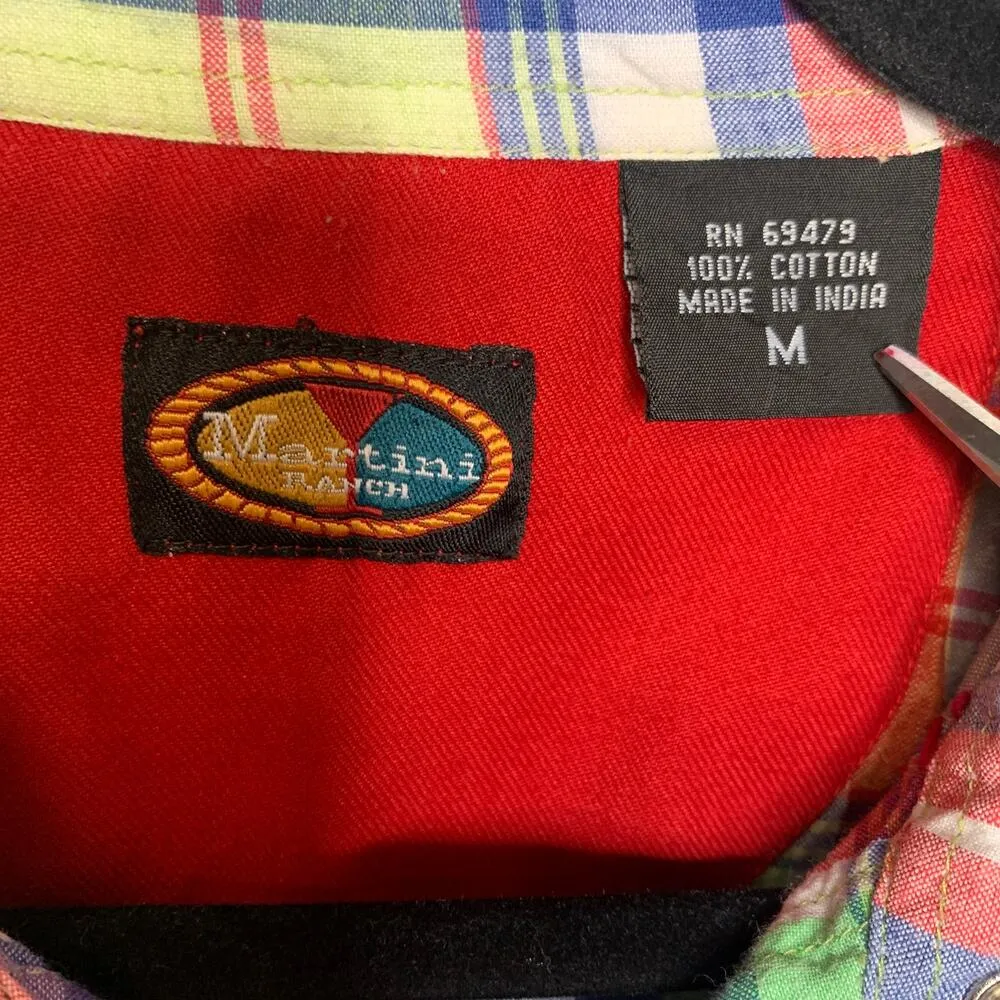 Martini
RANCH
RN 69479
100% COTTON
MADE IN INDIA
M